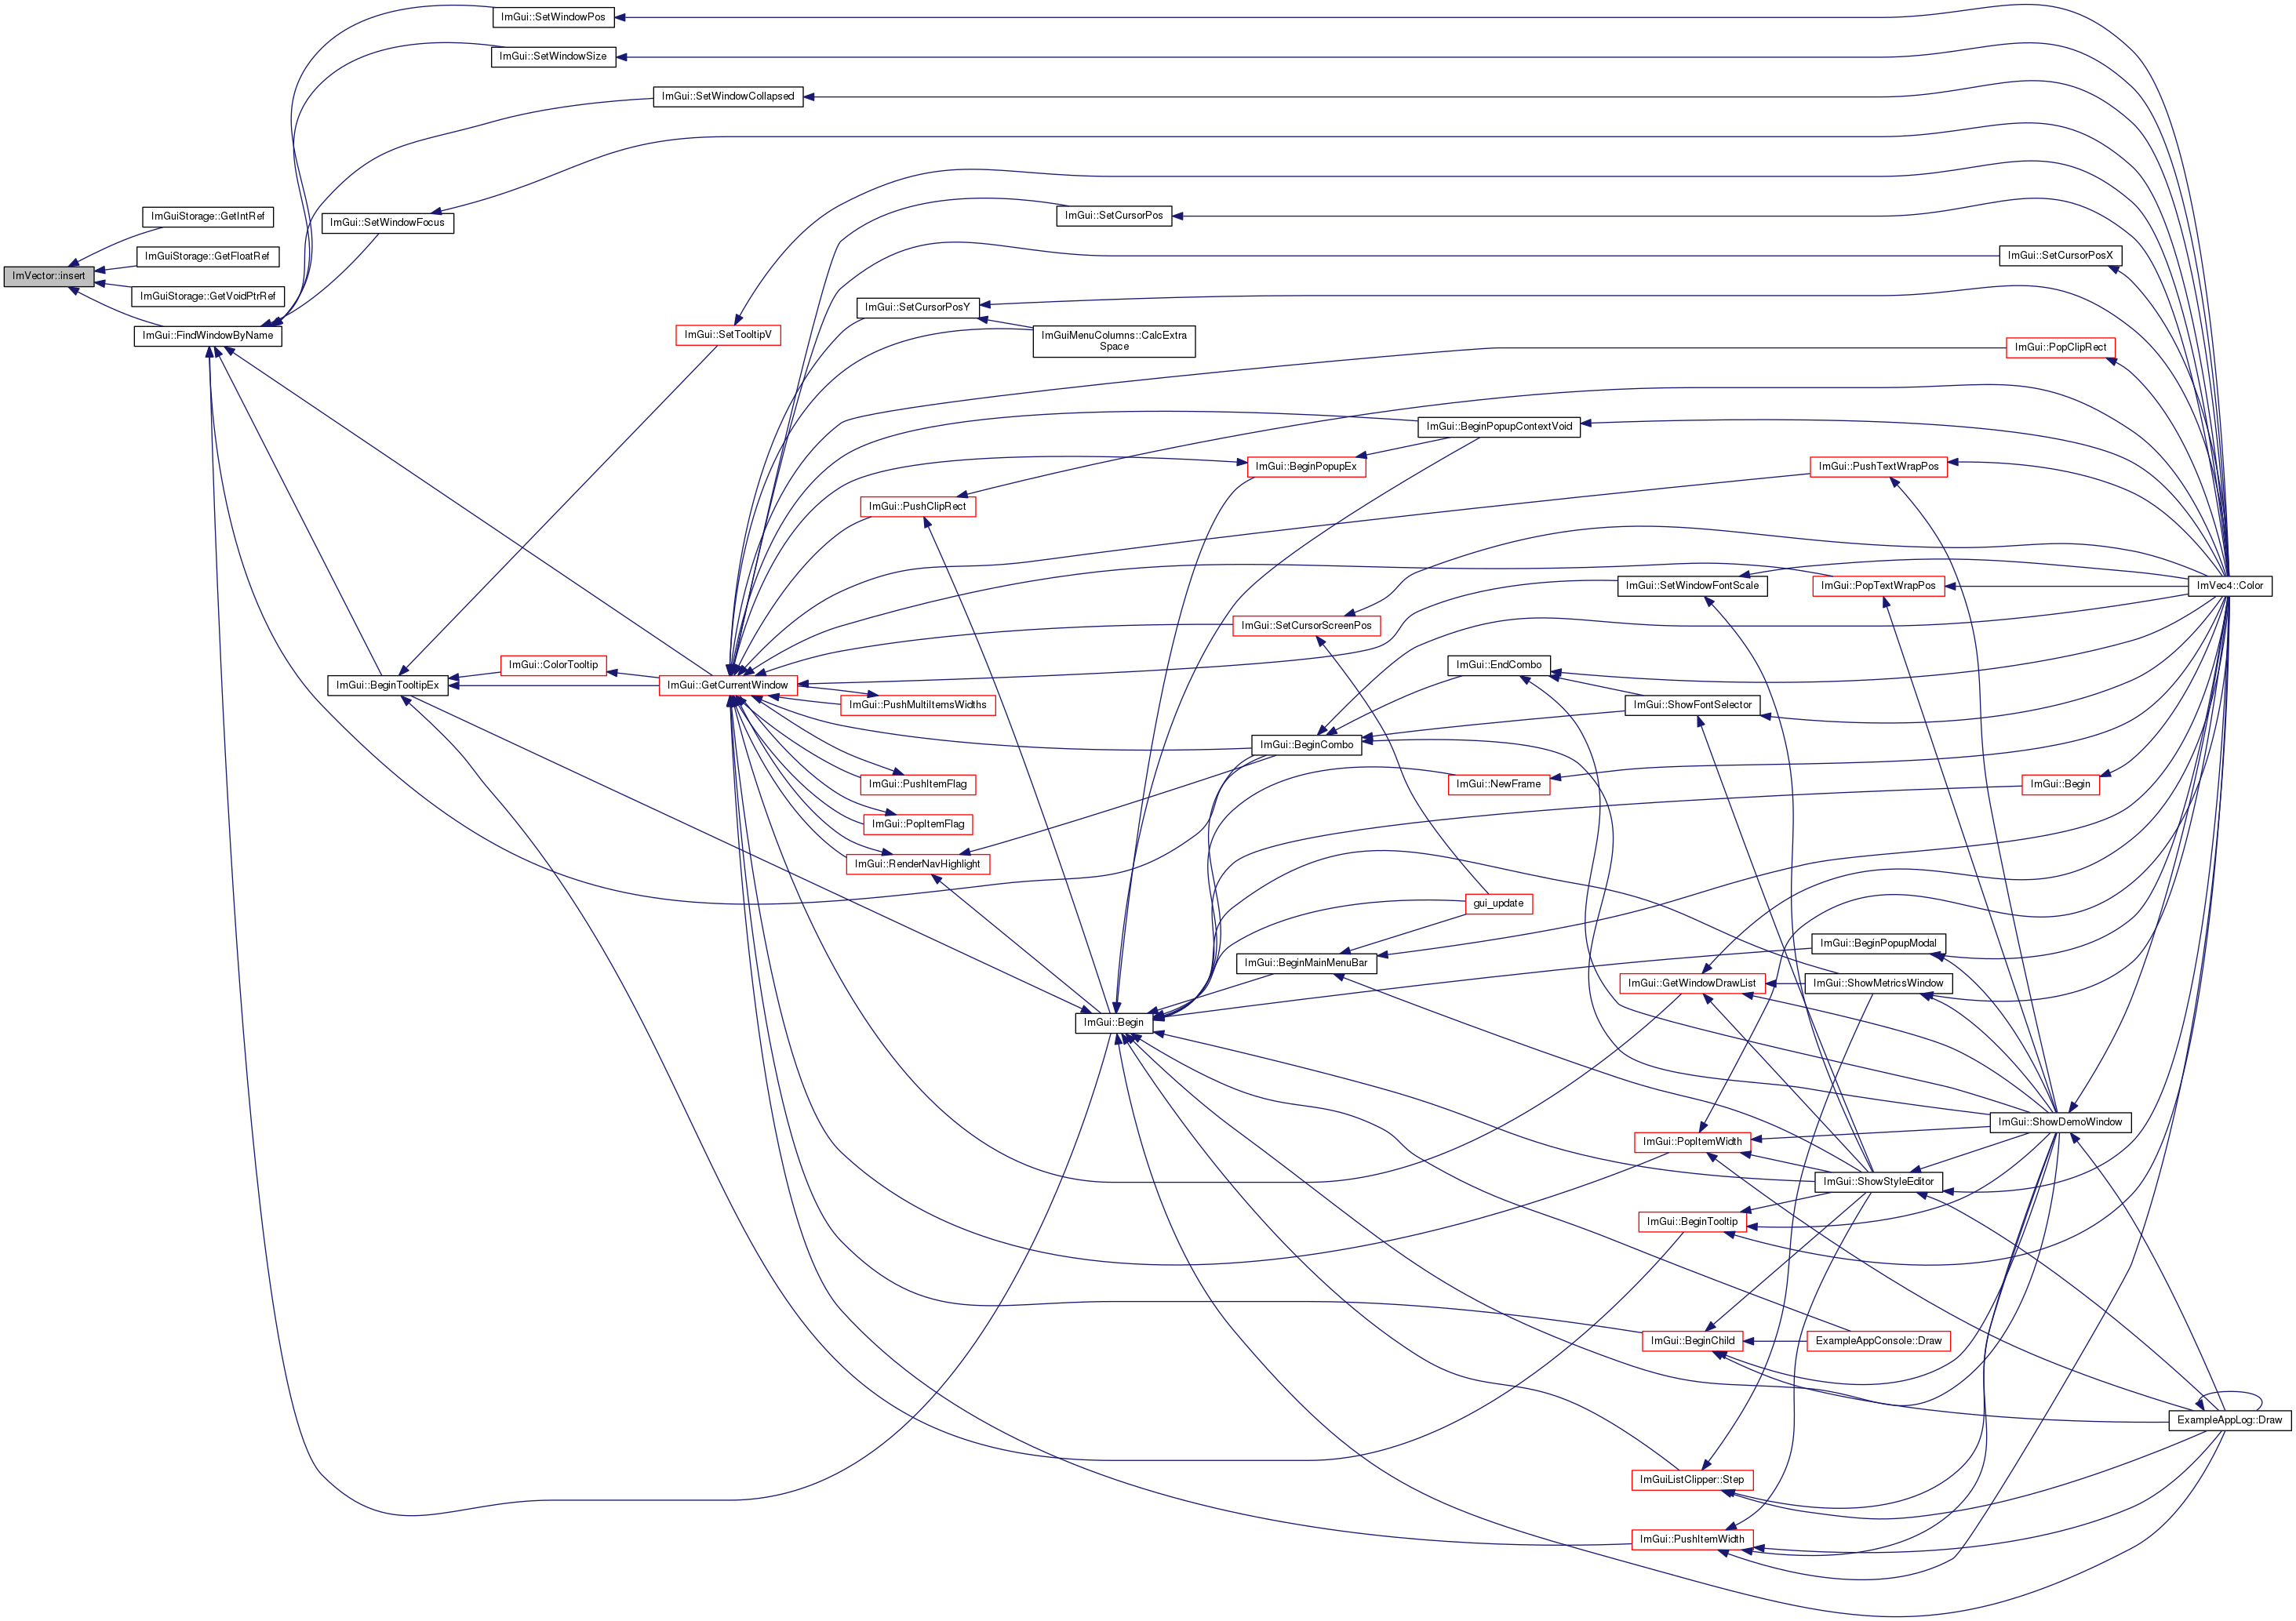 ImGui::SetWindowPos
ImGui::SetWindowSize
ImGui::SetWindowCollapsed
ImGuiStorage::GetIntRef
ImGui::SetWindowFocus
ImGui::SetCursorPos
ImGuiStorage::GetFloatRef
ImGui::SetCursorPosX
ImVector::insert
ImGuiStorage::GetVoidPtrRef
ImGui::SetCursorPosY
ImGui::FindWindowByName
ImGui::SetTooltipV
ImGuiMenuColumns::CalcExtra
Space
ImGui::PopClipRect
ImGui::BeginPopupContextVoid
ImGui::BeginPopupEx
ImGui::PushTextWrapPos
ImGui::PushClipRect
ImGui::SetWindowFontScale
ImGui::PopTextWrapPos
ImVec4::Color
ImGui::SetCursorScreenPos
ImGui::ColorTooltip
ImGui::EndCombo
ImGui::BeginTooltipEx
ImGui::GetCurrentWindow
ImGui::PushMultiItemsWidths
ImGui::ShowFontSelector
ImGui::BeginCombo
ImGui::PushItemFlag
ImGui::NewFrame
ImGui::Begin
ImGui::PopItemFlag
ImGui::RenderNavHighlight
gui_update
ImGui::BeginPopupModal
ImGui::BeginMainMenuBar
ImGui::GetWindowDrawList
ImGui::ShowMetricsWindow
ImGui::Begin
ImGui::ShowDemoWindow
ImGui::PopItemWidth
ImGui::ShowStyleEditor
ImGui::BeginTooltip
ImGui::BeginChild
ExampleAppConsole::Draw
ExampleAppLog::Draw
ImGuiListClipper::Step
ImGui::PushItemWidth